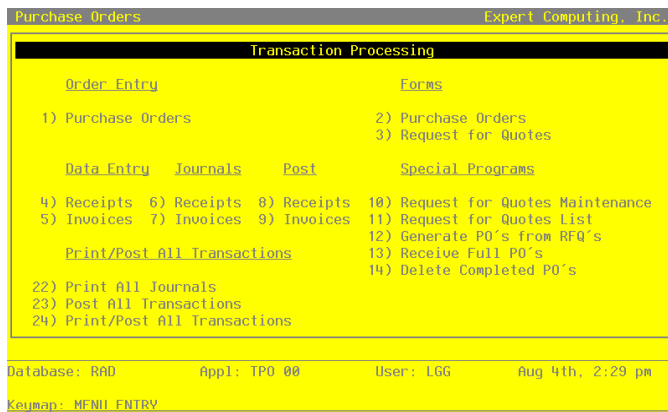 Purchase Orders Expert Computing, Inc.
Transaction Processing
Order Entry Forms
1) Purchase Orders 2) Purchase Orders
3) Request for Quotes
Data Entry Journals Post Special Programs
4) Receipts 6) Receipts 8) Receipts 10) Request for Quotes Maintenance
5) Invoices 7) Invoices 9) Invoices 11) Request for Quotes List
12) Generate PO´s from RFQ´s
Print/Post All Transactions 13) Receive Full PO´s
14) Delete Completed PO´s
22) Print All Journals
23) Post All Transactions
24) Print/Post All Transactions
Database: RAD Appl: TPO 00 User: LGG Aug 4th, 2:29 pm
Keymap: MENU ENTRY